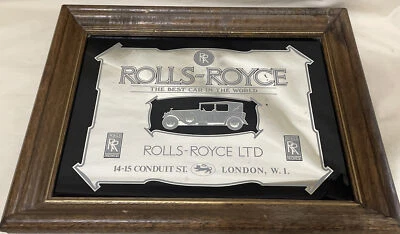 RR
ROLLS-ROYCE
THE BEST CAR IN THE WORLD
ROLLS-ROYCE LTD
RR RR
14-15 CONDUIT ST. LONDON, W.1.